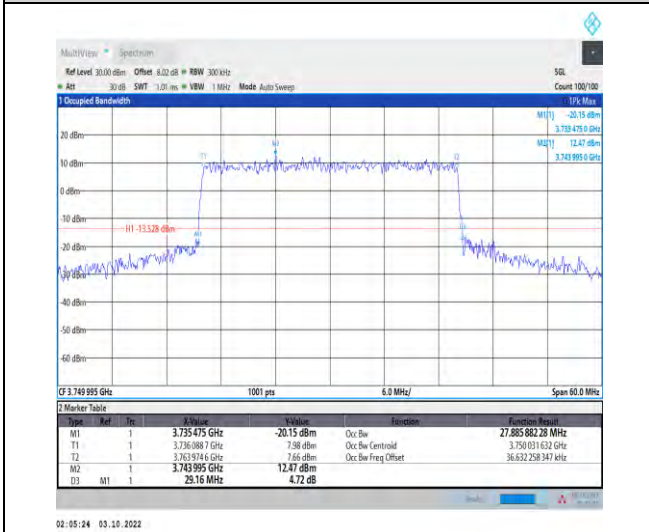 MultiView Spectrum
Ref Level 30.00 dBm Offset 8.02 dB RBW 300 kHz SGL
Att 30 dB SWT 1.01 ms VBW 1 MHz Mode Auto Sweep Count 100/100
1 Occupied Bandwidth 1Pk Max
M1[1] -20.15 dBm
3.735 475 0 GHz
M2[1] 12.47 dBm
3.743 995 0 GHz
20 dBm
10 dBm
0 dBm
-10 dBm
H1 -13.528 dBm
-20 dBm
-30 dBm
-40 dBm
-50 dBm
-60 dBm
T1
M2
T2
M1
D3
CF 3.749 995 GHz 1001 pts 6.0 MHz/ Span 60.0 MHz
2 Marker Table
Type Ref Trc X-Value Y-Value Function Function Result
M1 1 3.735 475 GHz -20.15 dBm Occ Bw 27.885 882 28 MHz
T1 1 3.736 088 7 GHz 7.98 dBm Occ Bw Centroid 3.750 031 632 GHz
T2 1 3.763 974 6 GHz 7.66 dBm Occ Bw Freq Offset 36.632 258 347 kHz
M2 1 3.743 995 GHz 12.47 dBm
D3 M1 1 29.16 MHz 4.72 dB
02:05:24 03.10.2022